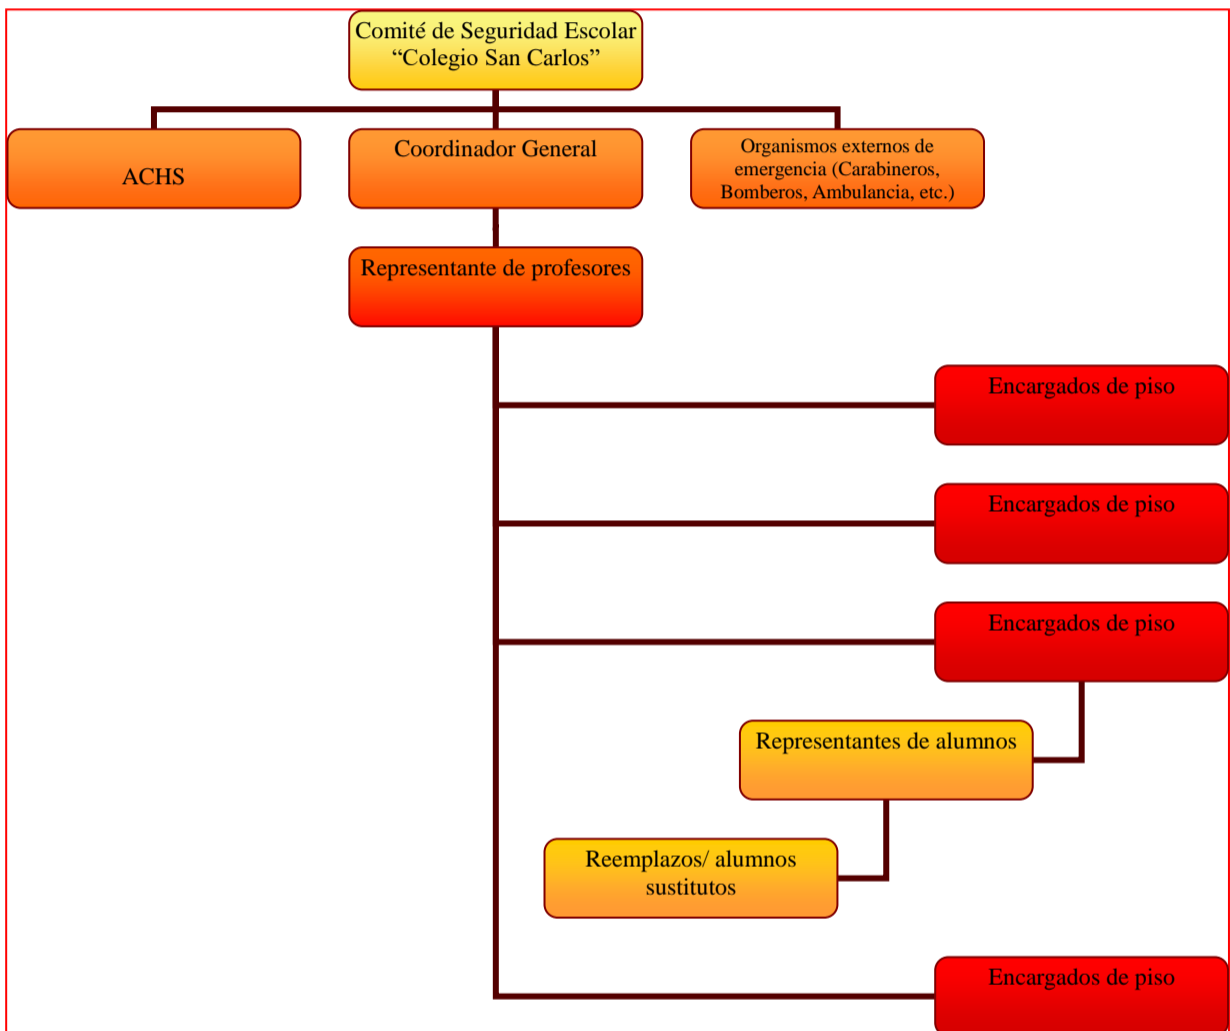 Comité de Seguridad Escolar
“Colegio San Carlos”
ACHS
Coordinador General
Organismos externos de
emergencia (Carabineros,
Bomberos, Ambulancia, etc.)
Representante de profesores
Encargados de piso
Encargados de piso
Encargados de piso
Representantes de alumnos
Reemplazos/ alumnos
sustitutos
Encargados de piso